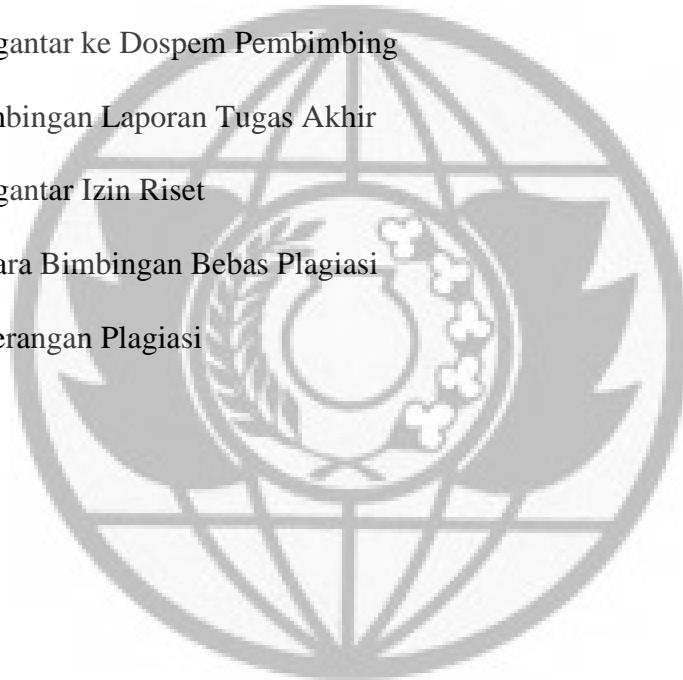 gantar ke Dospem Pembimbing
nbingan Laporan Tugas Akhir
gantar Izin Riset
ara Bimbingan Bebas Plagiasi
erangan Plagiasi